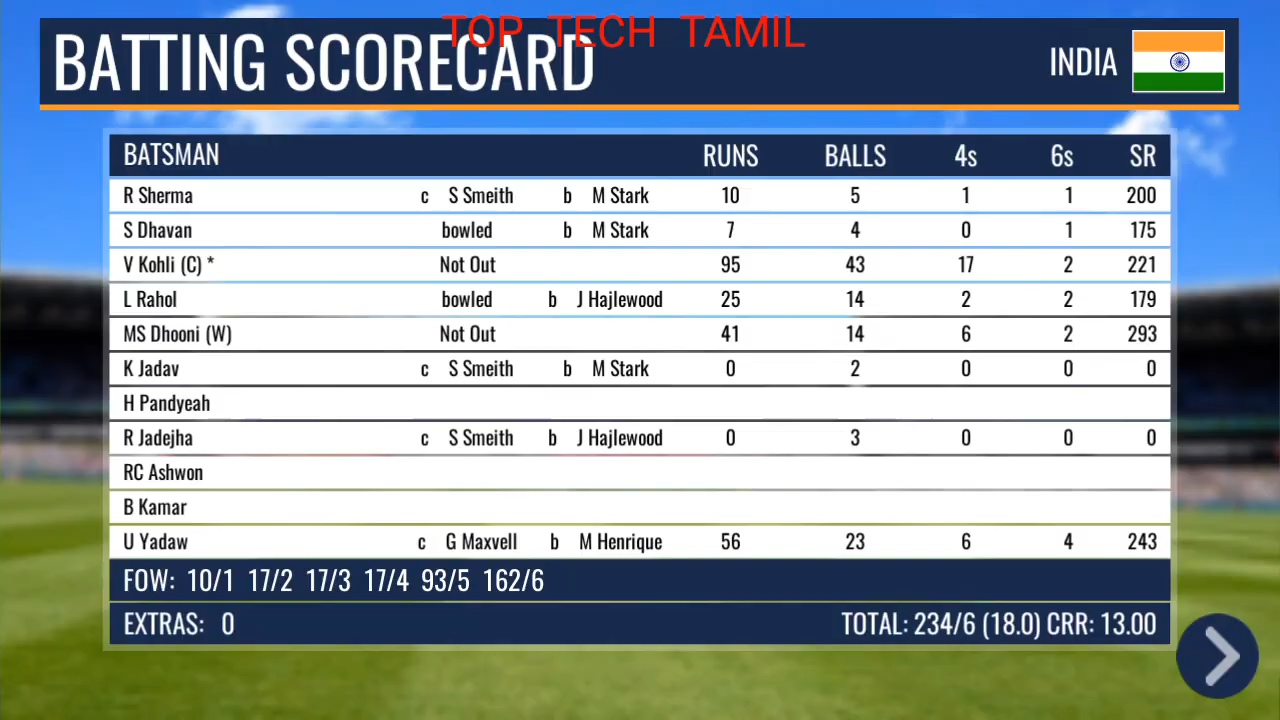 TOP TECH TAMIL
BATTING SCORECARD INDIA
BATSMAN RUNS BALLS 4s 6s SR
R Sherma c S Smeith b M Stark 10 5 1 1 200
S Dhavan bowled b M Stark 7 4 0 1 175
V Kohli (C) * Not Out 95 43 17 2 221
L Rahol bowled b J Hajlewood 25 14 2 2 179
MS Dhooni (W) Not Out 41 14 6 2 293
K Jadav c S Smeith b M Stark 0 2 0 0 0
H Pandyeah
R Jadejha c S Smeith b J Hajlewood 0 3 0 0 0
RC Ashwon
B Kamar
U Yadaw c G Maxvell b M Henrique 56 23 6 4 243
FOW: 10/1 17/2 17/3 17/4 93/5 162/6
EXTRAS: 0 TOTAL: 234/6 (18.0) CRR: 13.00